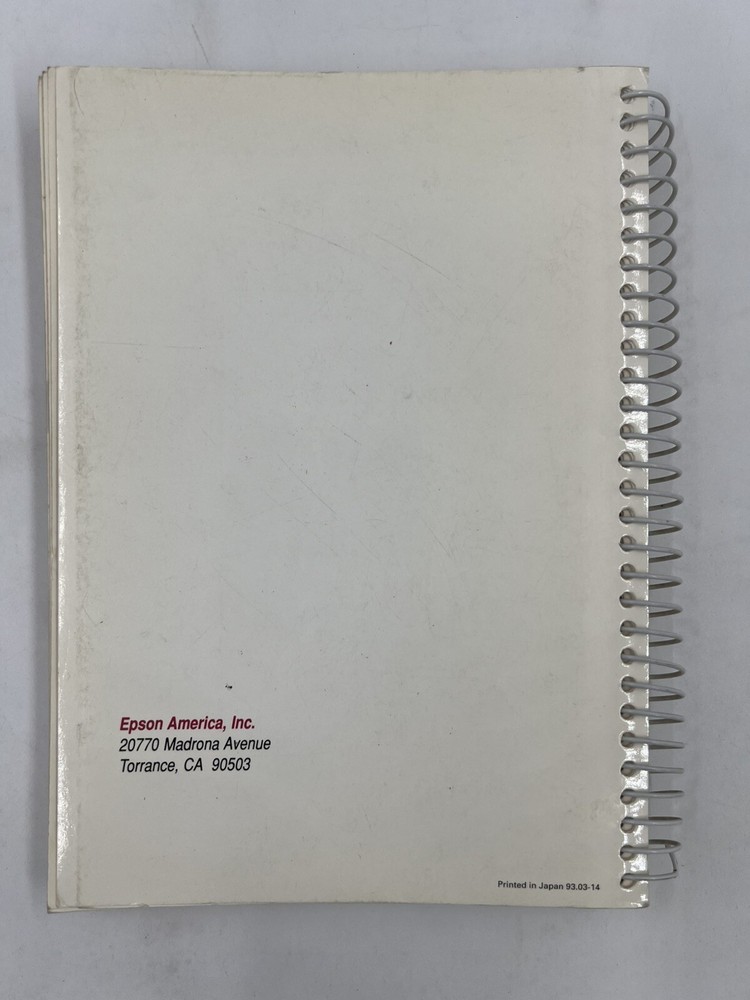 Epson America, Inc.
20770 Madrona Avenue
Torrance, CA 90503
Printed in Japan 93.03-14